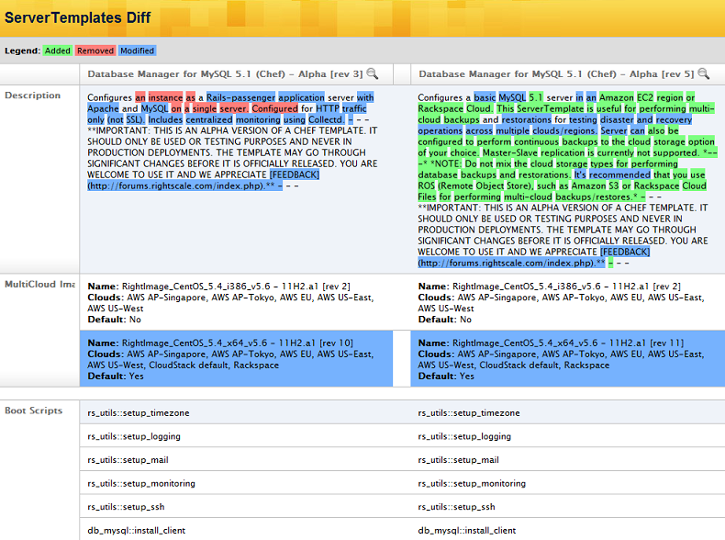 ServerTemplates Diff
Legend: Added Removed Modified
Database Manager for MySQL 5.1 (Chef) - Alpha [rev 3]
Database Manager for MySQL 5.1 (Chef) - Alpha [rev 5]
Description
Configures an instance as a Rails-passenger application server with
Apache and MySQL on a single server. Configured for HTTP traffic
only (not SSL). Includes centralized monitoring using Collectd. - - -
**IMPORTANT: THIS IS AN ALPHA VERSION OF A CHEF TEMPLATE. IT
SHOULD ONLY BE USED OR TESTING PURPOSES AND NEVER IN
PRODUCTION DEPLOYMENTS. THE TEMPLATE MAY GO THROUGH
SIGNIFICANT CHANGES BEFORE IT IS OFFICIALLY RELEASED. YOU ARE
WELCOME TO USE IT AND WE APPRECIATE [FEEDBACK]
(http://forums.rightscale.com/index.php).** - - -
Configures a basic MySQL 5.1 server in an Amazon EC2 region or
Rackspace Cloud. This ServerTemplate is useful for performing multi-
cloud backups and restorations for testing disaster and recovery
operations across multiple clouds/regions. Server can also be
configured to perform continuous backups to the cloud storage option
of your choice. Master-Slave replication is currently not supported. *--
-* *NOTE: Do not mix the cloud storage types for performing
database backups and restorations. It's recommended that you use
ROS (Remote Object Store), such as Amazon S3 or Rackspace Cloud
Files for performing multi-cloud backups/restores.* - - -
**IMPORTANT: THIS IS AN ALPHA VERSION OF A CHEF TEMPLATE. IT
SHOULD ONLY BE USED OR TESTING PURPOSES AND NEVER IN
PRODUCTION DEPLOYMENTS. THE TEMPLATE MAY GO THROUGH
SIGNIFICANT CHANGES BEFORE IT IS OFFICIALLY RELEASED. YOU ARE
WELCOME TO USE IT AND WE APPRECIATE [FEEDBACK]
(http://forums.rightscale.com/index.php).** - - -
MultiCloud Ima
Name: RightImage_CentOS_5.4_i386_v5.6 - 11H2.a1 [rev 2]
Clouds: AWS AP-Singapore, AWS AP-Tokyo, AWS EU, AWS US-East,
AWS US-West
Default: No
Name: RightImage_CentOS_5.4_i386_v5.6 - 11H2.a1 [rev 2]
Clouds: AWS AP-Singapore, AWS AP-Tokyo, AWS EU, AWS US-East,
AWS US-West
Default: No
Name: RightImage_CentOS_5.4_x64_v5.6 - 11H2.a1 [rev 10]
Clouds: AWS AP-Singapore, AWS AP-Tokyo, AWS EU, AWS US-East,
AWS US-West, CloudStack default, Rackspace
Default: Yes
Name: RightImage_CentOS_5.4_x64_v5.6 - 11H2.a1 [rev 11]
Clouds: AWS AP-Singapore, AWS AP-Tokyo, AWS EU, AWS US-East,
AWS US-West, CloudStack default, Rackspace
Default: Yes
Boot Scripts
rs_utils::setup_timezone
rs_utils::setup_timezone
rs_utils::setup_logging
rs_utils::setup_logging
rs_utils::setup_mail
rs_utils::setup_mail
rs_utils::setup_monitoring
rs_utils::setup_monitoring
rs_utils::setup_ssh
rs_utils::setup_ssh
db_mysql::install_client
db_mysql::install_client